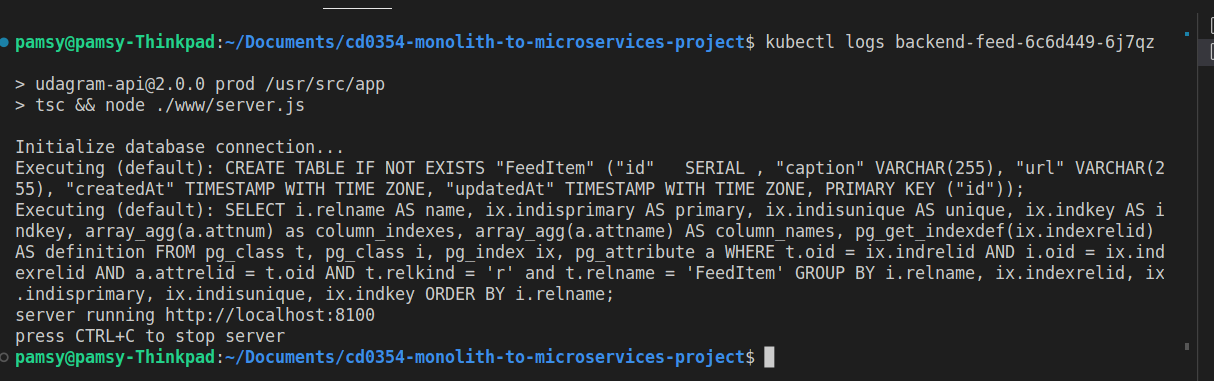 pamsy@pamsy-Thinkpad:~/Documents/cd0354-monolith-to-microservices-project$ kubectl logs backend-feed-6c6d449-6j7qz
> udagram-api@2.0.0 prod /usr/src/app
> tsc && node ./www/server.js
Initialize database connection...
Executing (default): CREATE TABLE IF NOT EXISTS "FeedItem" ("id"   SERIAL , "caption" VARCHAR(255), "url" VARCHAR(2
55), "createdAt" TIMESTAMP WITH TIME ZONE, "updatedAt" TIMESTAMP WITH TIME ZONE, PRIMARY KEY ("id"));
Executing (default): SELECT i.relname AS name, ix.indisprimary AS primary, ix.indisunique AS unique, ix.indkey AS i
ndkey, array_agg(a.attnum) as column_indexes, array_agg(a.attname) AS column_names, pg_get_indexdef(ix.indexrelid)
AS definition FROM pg_class t, pg_class i, pg_index ix, pg_attribute a WHERE t.oid = ix.indrelid AND i.oid = ix.ind
exrelid AND a.attrelid = t.oid AND t.relkind = 'r' and t.relname = 'FeedItem' GROUP BY i.relname, ix.indexrelid, ix
.indisprimary, ix.indisunique, ix.indkey ORDER BY i.relname;
server running http://localhost:8100
press CTRL+C to stop server
pamsy@pamsy-Thinkpad:~/Documents/cd0354-monolith-to-microservices-project$